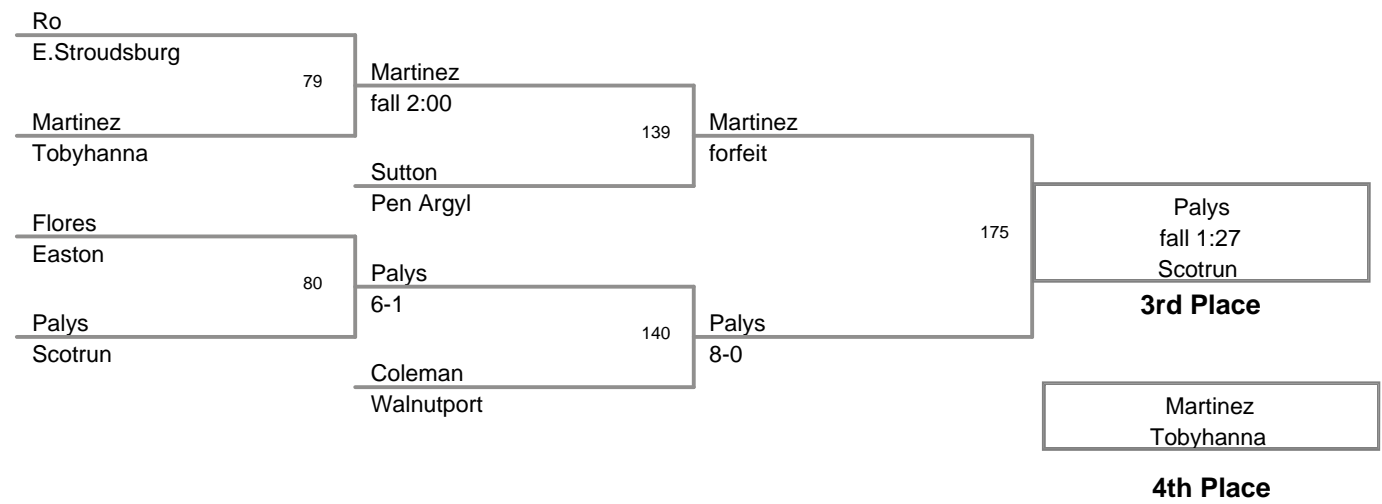 Ro
E.Stroudsburg
79
Martinez
Tobyhanna
Flores
Easton
80
Palys
Scotrun
Martinez
fall 2:00
139
Sutton
Pen Argyl
Palys
6-1
140
Coleman
Walnutport
Martinez
forfeit
175
Palys
8-0
Palys
fall 1:27
Scotrun
3rd Place
Martinez
Tobyhanna
4th Place